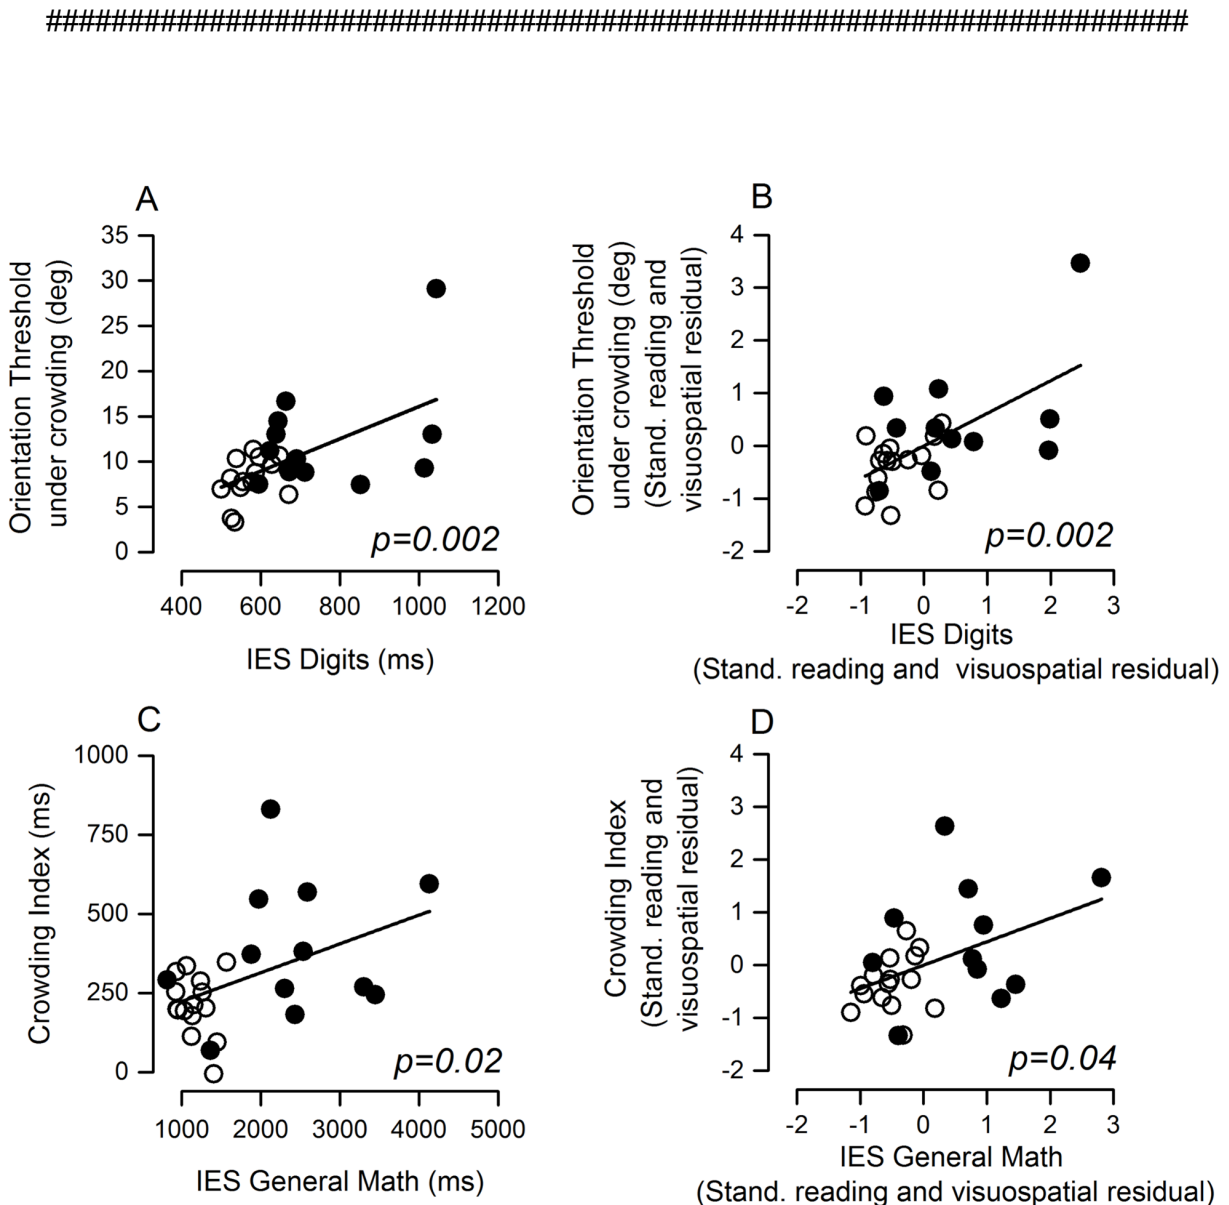 ####################################################################################################
A
35
30
25
20
15
10
5
0
Orientation Threshold
under crowding (deg)
p=0.002
400 600 800 1000 1200
IES Digits (ms)
B
4
3
2
1
0
-1
-2
Orientation Threshold
under crowding (deg)
(Stand. reading and
visuospatial residual)
p=0.002
-2 -1 0 1 2 3
IES Digits
(Stand. reading and visuospatial residual)
C
1000
750
500
250
0
Crowding Index (ms)
p=0.02
1000 2000 3000 4000 5000
IES General Math (ms)
D
4
3
2
1
0
-1
-2
Crowding Index
(Stand. reading and
visuospatial residual)
p=0.04
-2 -1 0 1 2 3
IES General Math
(Stand. reading and visuospatial residual)